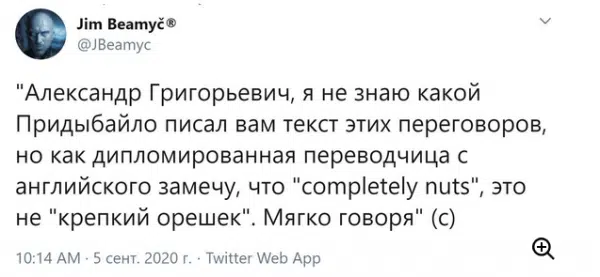 Jim Beamyč®
@JBeamyc
"Александр Григорьевич, я не знаю какой
Придыбайло писал вам текст этих переговоров,
но как дипломированная переводчица с
английского замечу, что "completely nuts", это
не "крепкий орешек". Мягко говоря" (с)
10:14 AM · 5 сент. 2020 г. · Twitter Web App